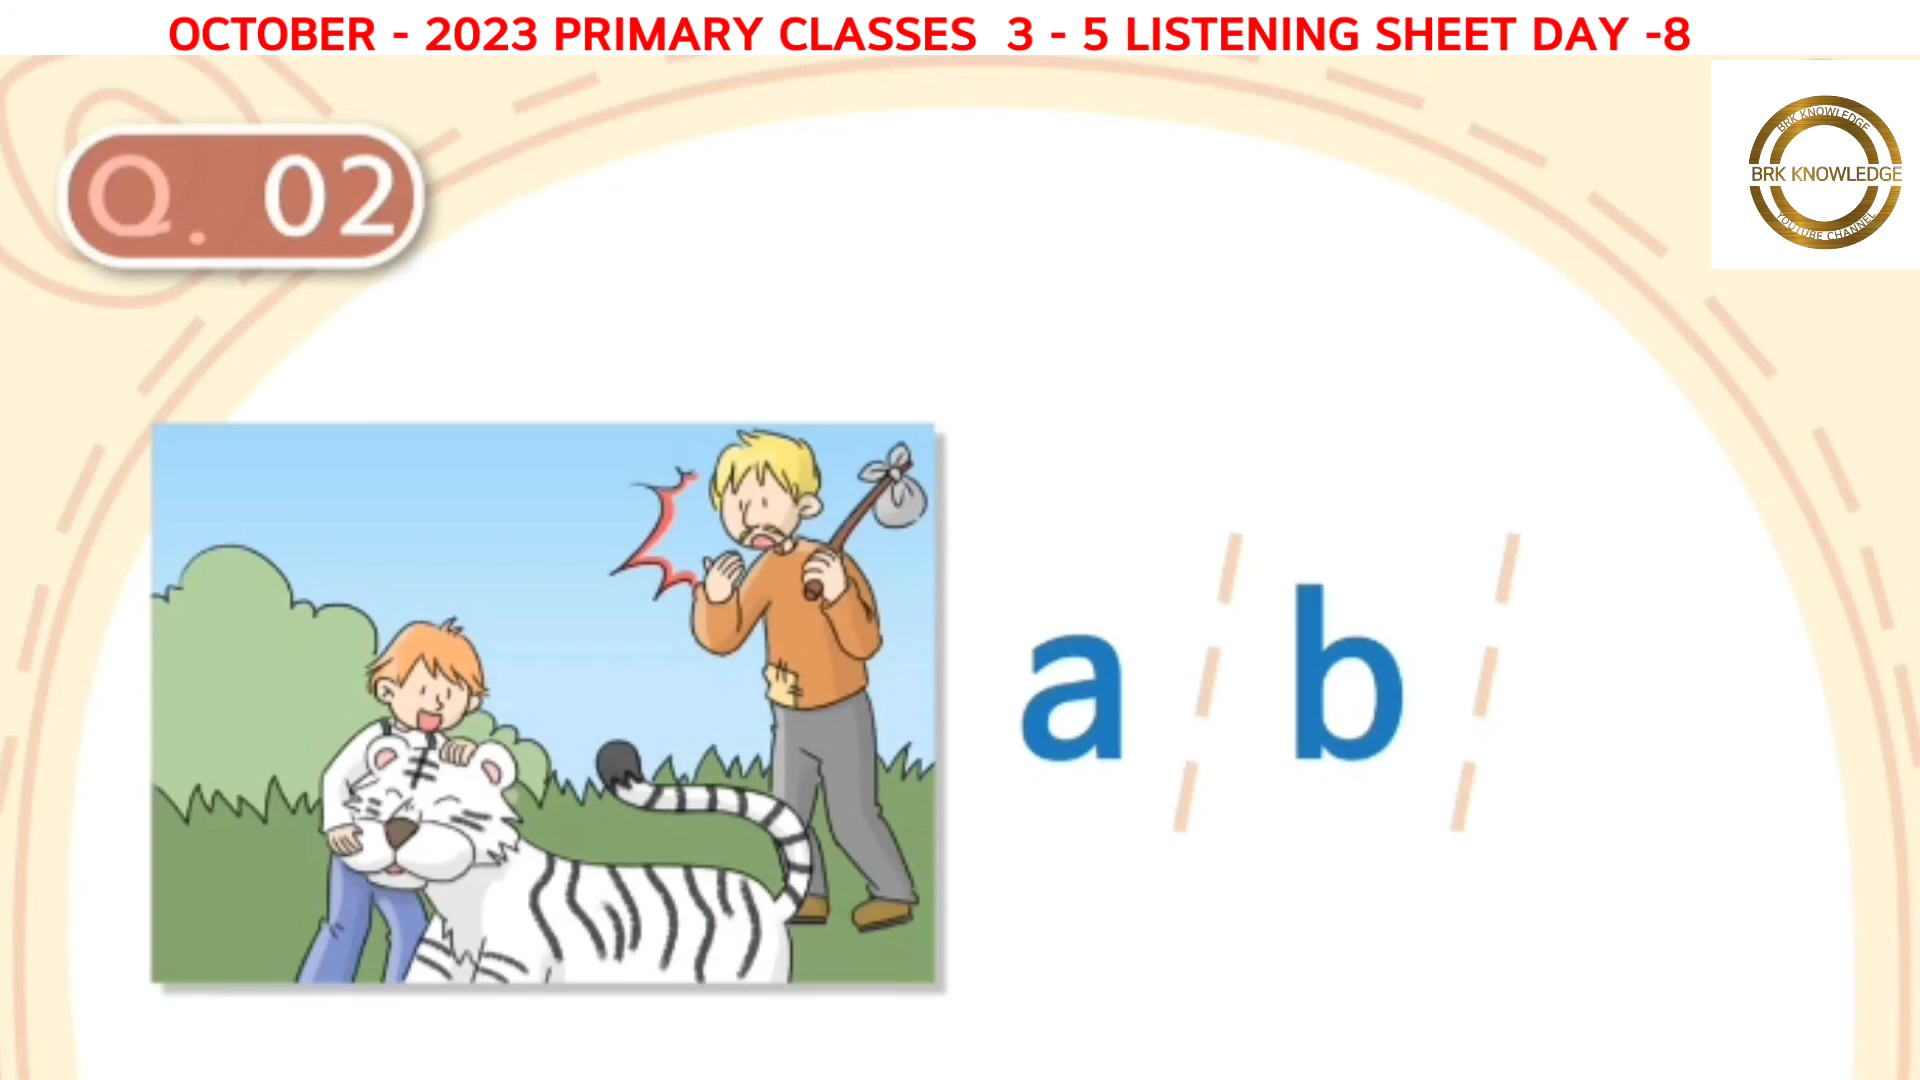 OCTOBER - 2023 PRIMARY CLASSES 3 - 5 LISTENING SHEET DAY -8
Q. 02
BRK KNOWLEDGE
BRK KNOWLEDGE
YOUTUBE CHANNEL
a b